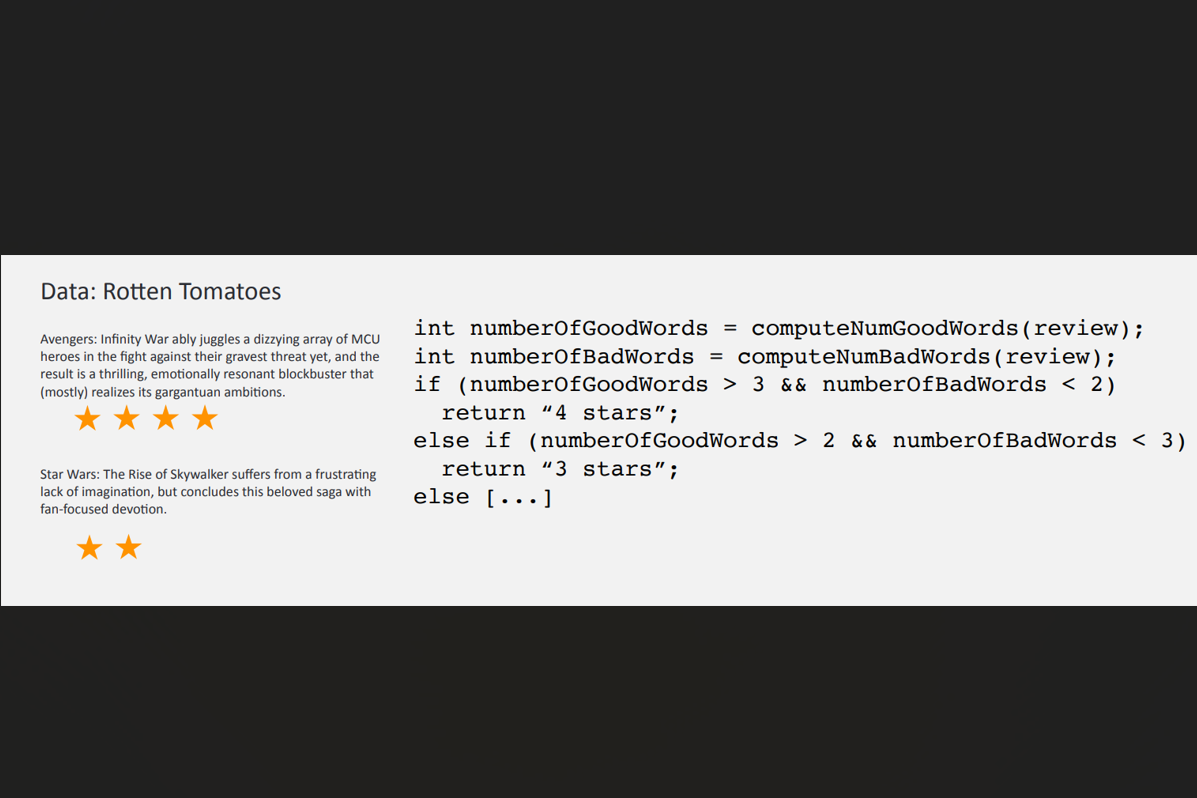 Data: Rotten Tomatoes
Avengers: Infinity War ably juggles a dizzying array of MCU
heroes in the fight against their gravest threat yet, and the
result is a thrilling, emotionally resonant blockbuster that
(mostly) realizes its gargantuan ambitions.
Star Wars: The Rise of Skywalker suffers from a frustrating
lack of imagination, but concludes this beloved saga with
fan-focused devotion.
int numberOfGoodWords = computeNumGoodWords(review);
int numberOfBadWords = computeNumBadWords(review);
if (numberOfGoodWords > 3 && numberOfBadWords < 2)
  return “4 stars”;
else if (numberOfGoodWords > 2 && numberOfBadWords < 3)
  return “3 stars”;
else [...]